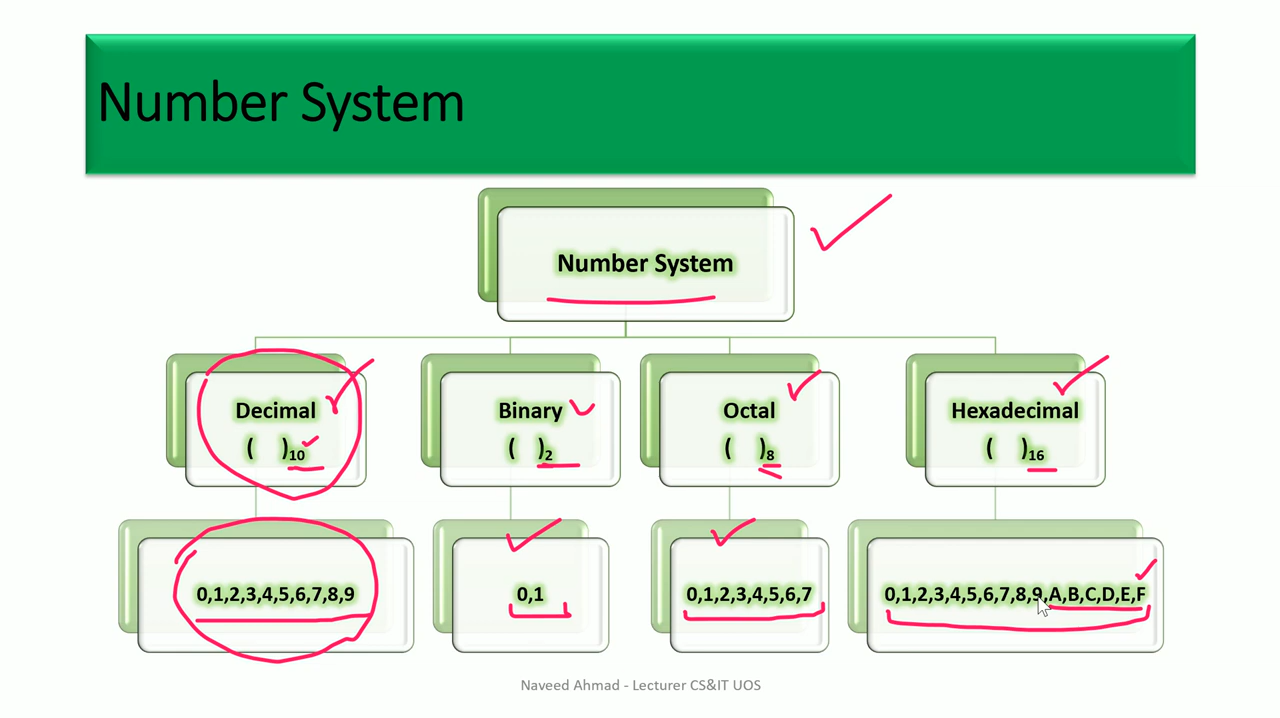 Number System
Number System
Decimal
( )10
Binary
( )2
Octal
( )8
Hexadecimal
( )16
0,1,2,3,4,5,6,7,8,9
0,1
0,1,2,3,4,5,6,7
0,1,2,3,4,5,6,7,8,9,A,B,C,D,E,F
Naveed Ahmad - Lecturer CS&IT UOS